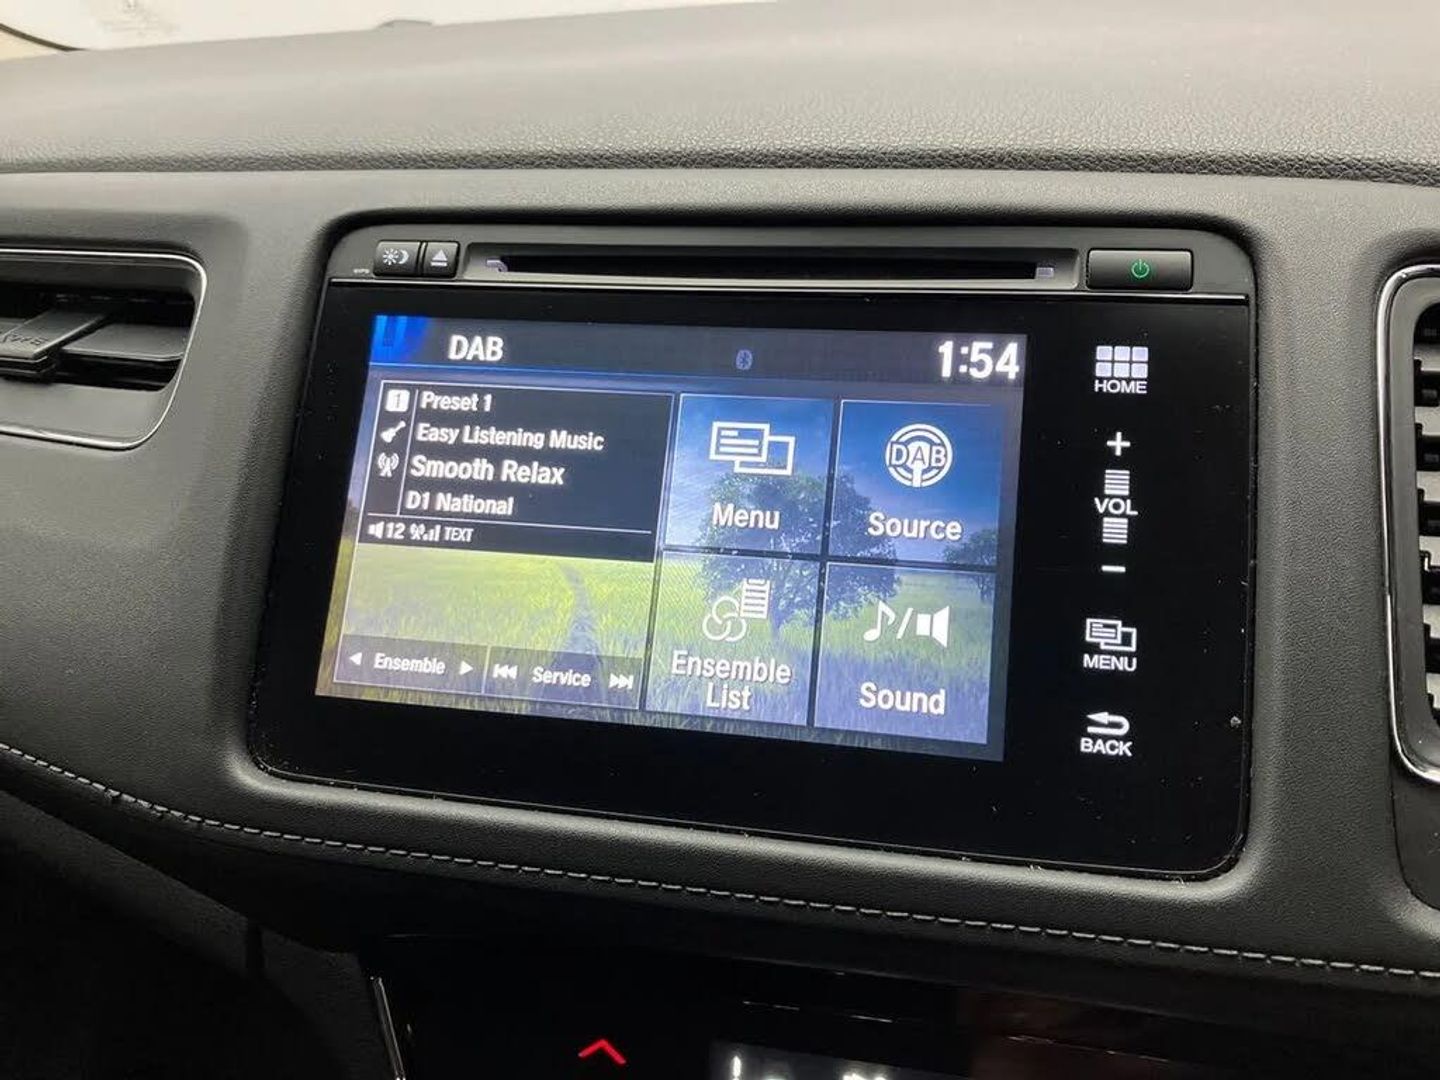 DAB
1:54
1 Preset 1
Easy Listening Music
Smooth Relax
D1 National
12 TEXT
Menu
DAB
Source
Ensemble
Service
Ensemble
List
Sound
HOME
+
VOL
-
MENU
BACK